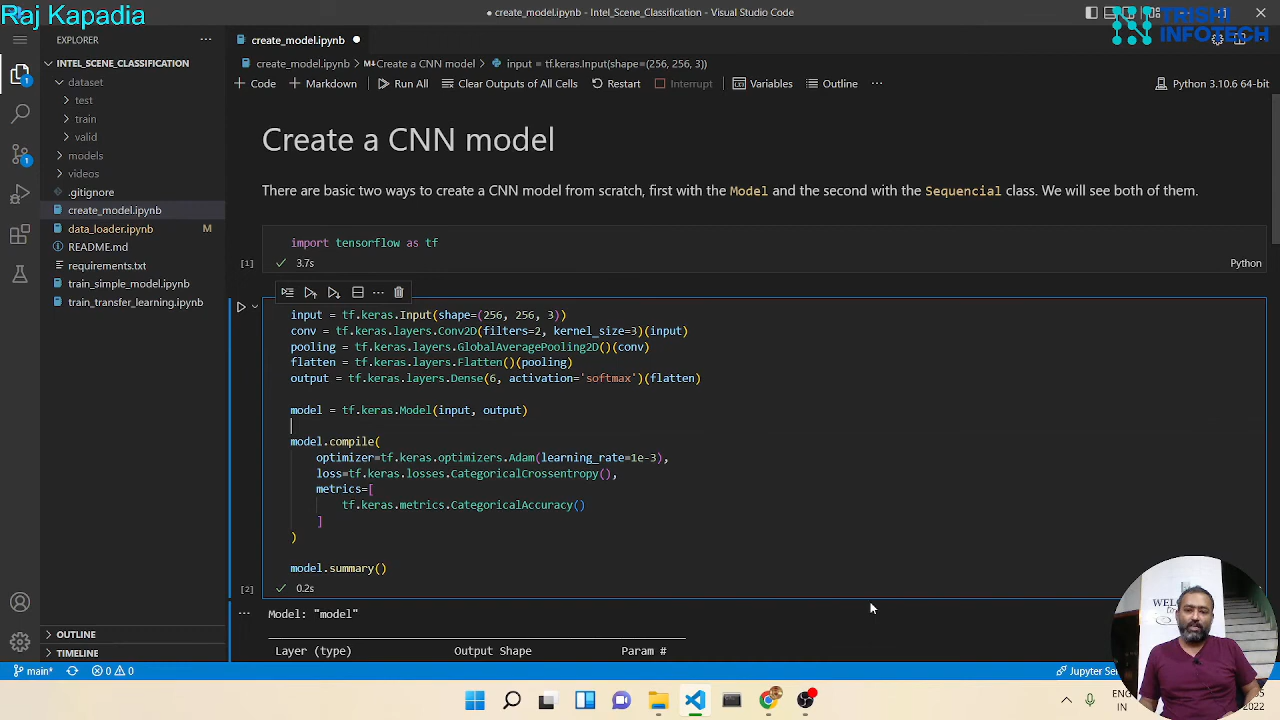 Raj Kapadia
create_model.ipynb - Intel_Scene_Classification - Visual Studio Code
TRISHI
INFOTECH
EXPLORER
create_model.ipynb
INTEL_SCENE_CLASSIFICATION
dataset
test
train
valid
models
videos
.gitignore
create_model.ipynb
data_loader.ipynb M
README.md
requirements.txt
train_simple_model.ipynb
train_transfer_learning.ipynb
OUTLINE
TIMELINE
1
1
create_model.ipynb > M↓Create a CNN model > input = tf.keras.Input(shape=(256, 256, 3))
+ Code + Markdown Run All Clear Outputs of All Cells Restart Interrupt Variables Outline ...
Python 3.10.6 64-bit
Create a CNN model
There are basic two ways to create a CNN model from scratch, first with the Model and the second with the Sequencial class. We will see both of them.
import tensorflow as tf
[1] 3.7s Python
input = tf.keras.Input(shape=(256, 256, 3))
conv = tf.keras.layers.Conv2D(filters=2, kernel_size=3)(input)
pooling = tf.keras.layers.GlobalAveragePooling2D()(conv)
flatten = tf.keras.layers.Flatten()(pooling)
output = tf.keras.layers.Dense(6, activation='softmax')(flatten)
model = tf.keras.Model(input, output)
model.compile(
optimizer=tf.keras.optimizers.Adam(learning_rate=1e-3),
loss=tf.keras.losses.CategoricalCrossentropy(),
metrics=[
tf.keras.metrics.CategoricalAccuracy()
]
)
model.summary()
[2] 0.2s
Model: "model"
Layer (type) Output Shape Param #
main* 0 0
Jupyter Ser
ENG
IN
2022